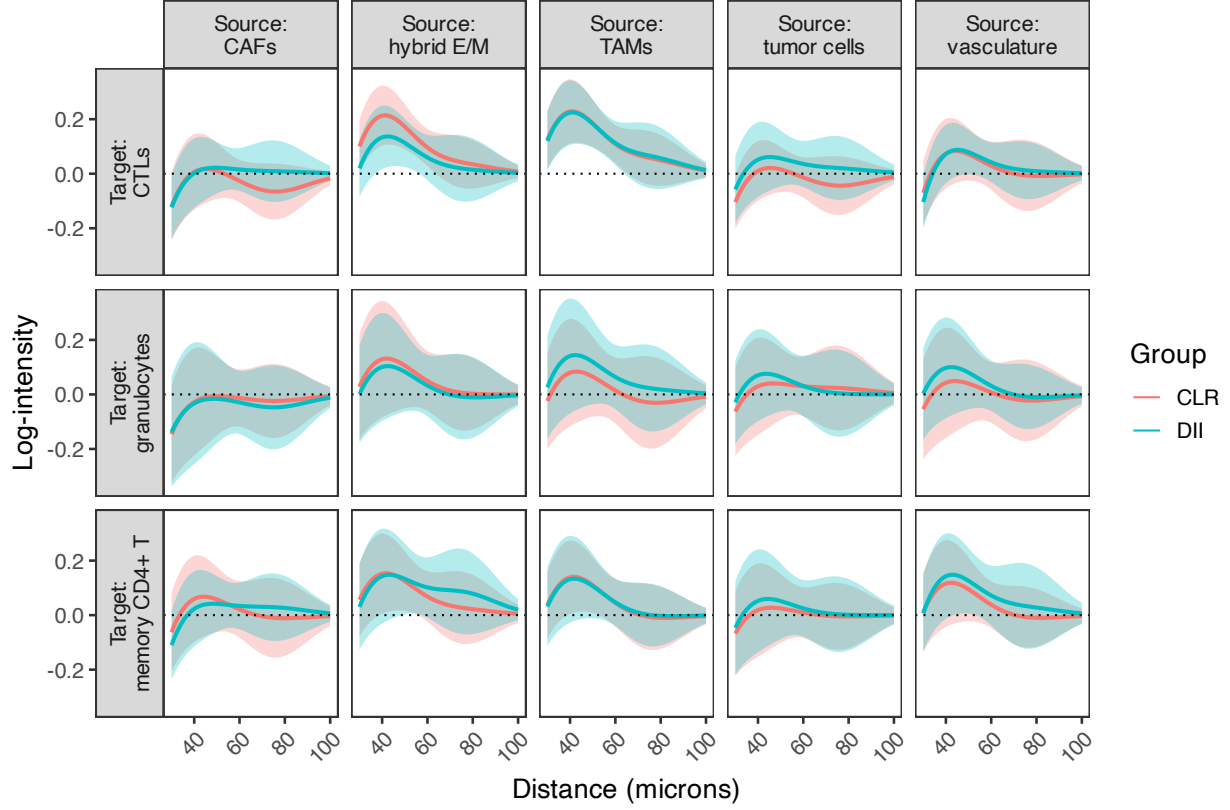 Source:
CAFs
Source:
hybrid E/M
Source:
TAMs
Source:
tumor cells
Source:
vasculature
Target:
CTLs
Target:
granulocytes
Target:
memory CD4+ T
Log-intensity
0.2
0.0
-0.2
0.2
0.0
-0.2
0.2
0.0
-0.2
40
60
80
100
40
60
80
100
40
60
80
100
40
60
80
100
40
60
80
100
Distance (microns)
Group
CLR
DII